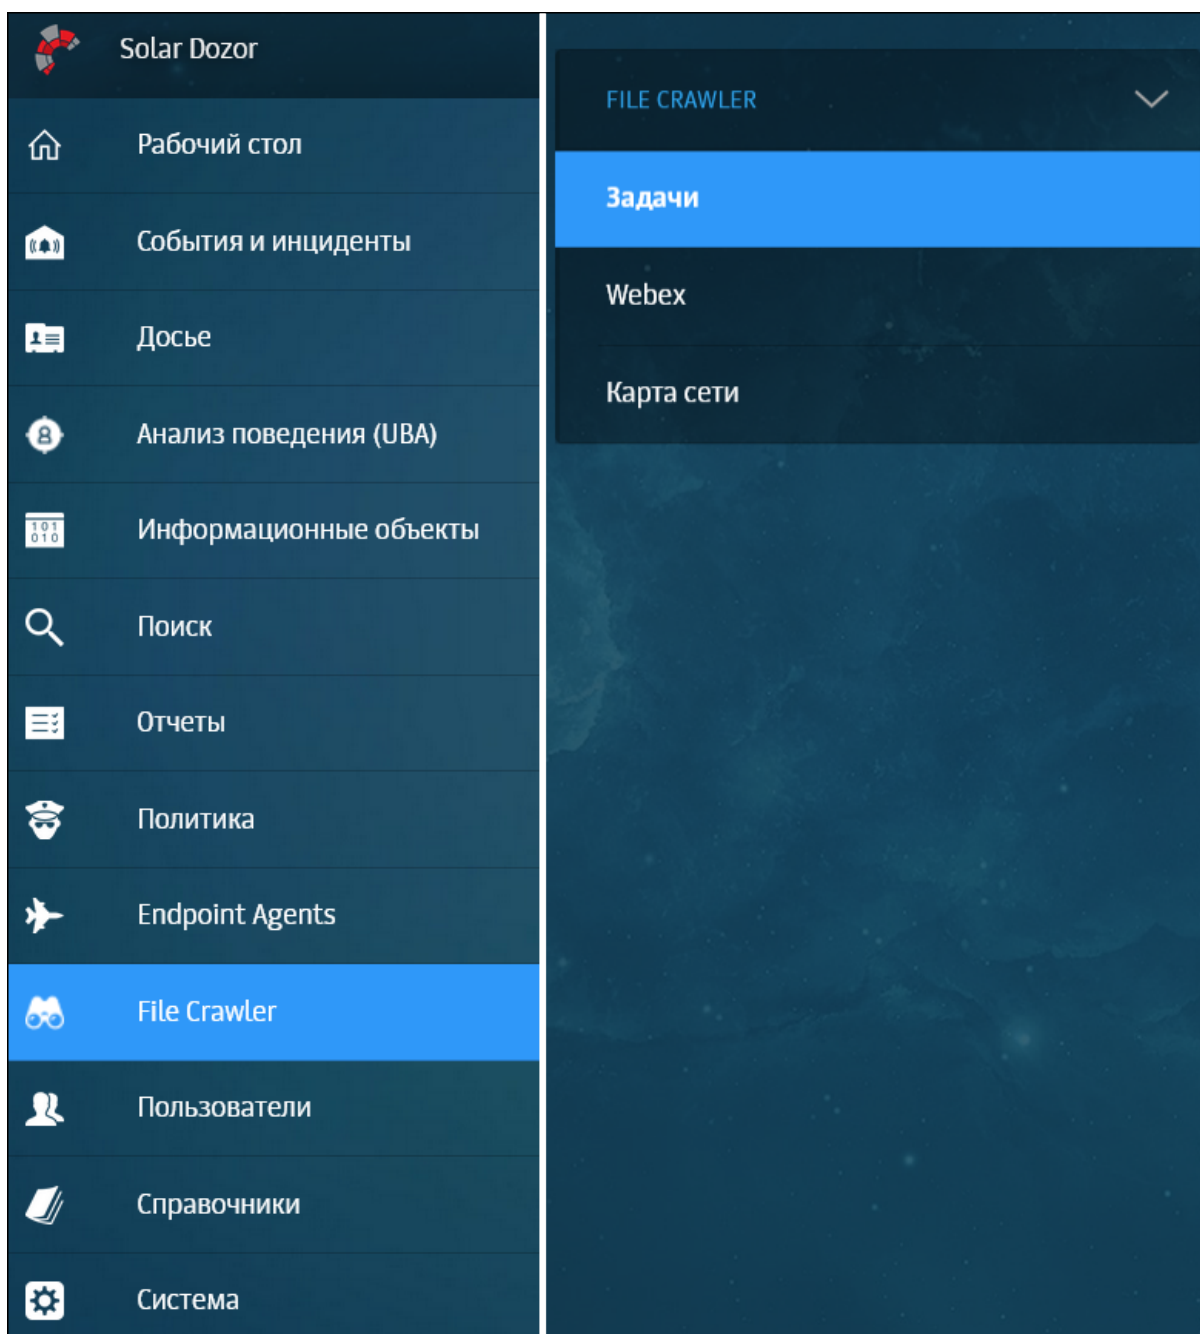 Solar Dozor
Рабочий стол
События и инциденты
Досье
Анализ поведения (UBA)
Информационные объекты
Поиск
Отчеты
Политика
Endpoint Agents
File Crawler
Пользователи
Справочники
Система
FILE CRAWLER
Задачи
Webex
Карта сети